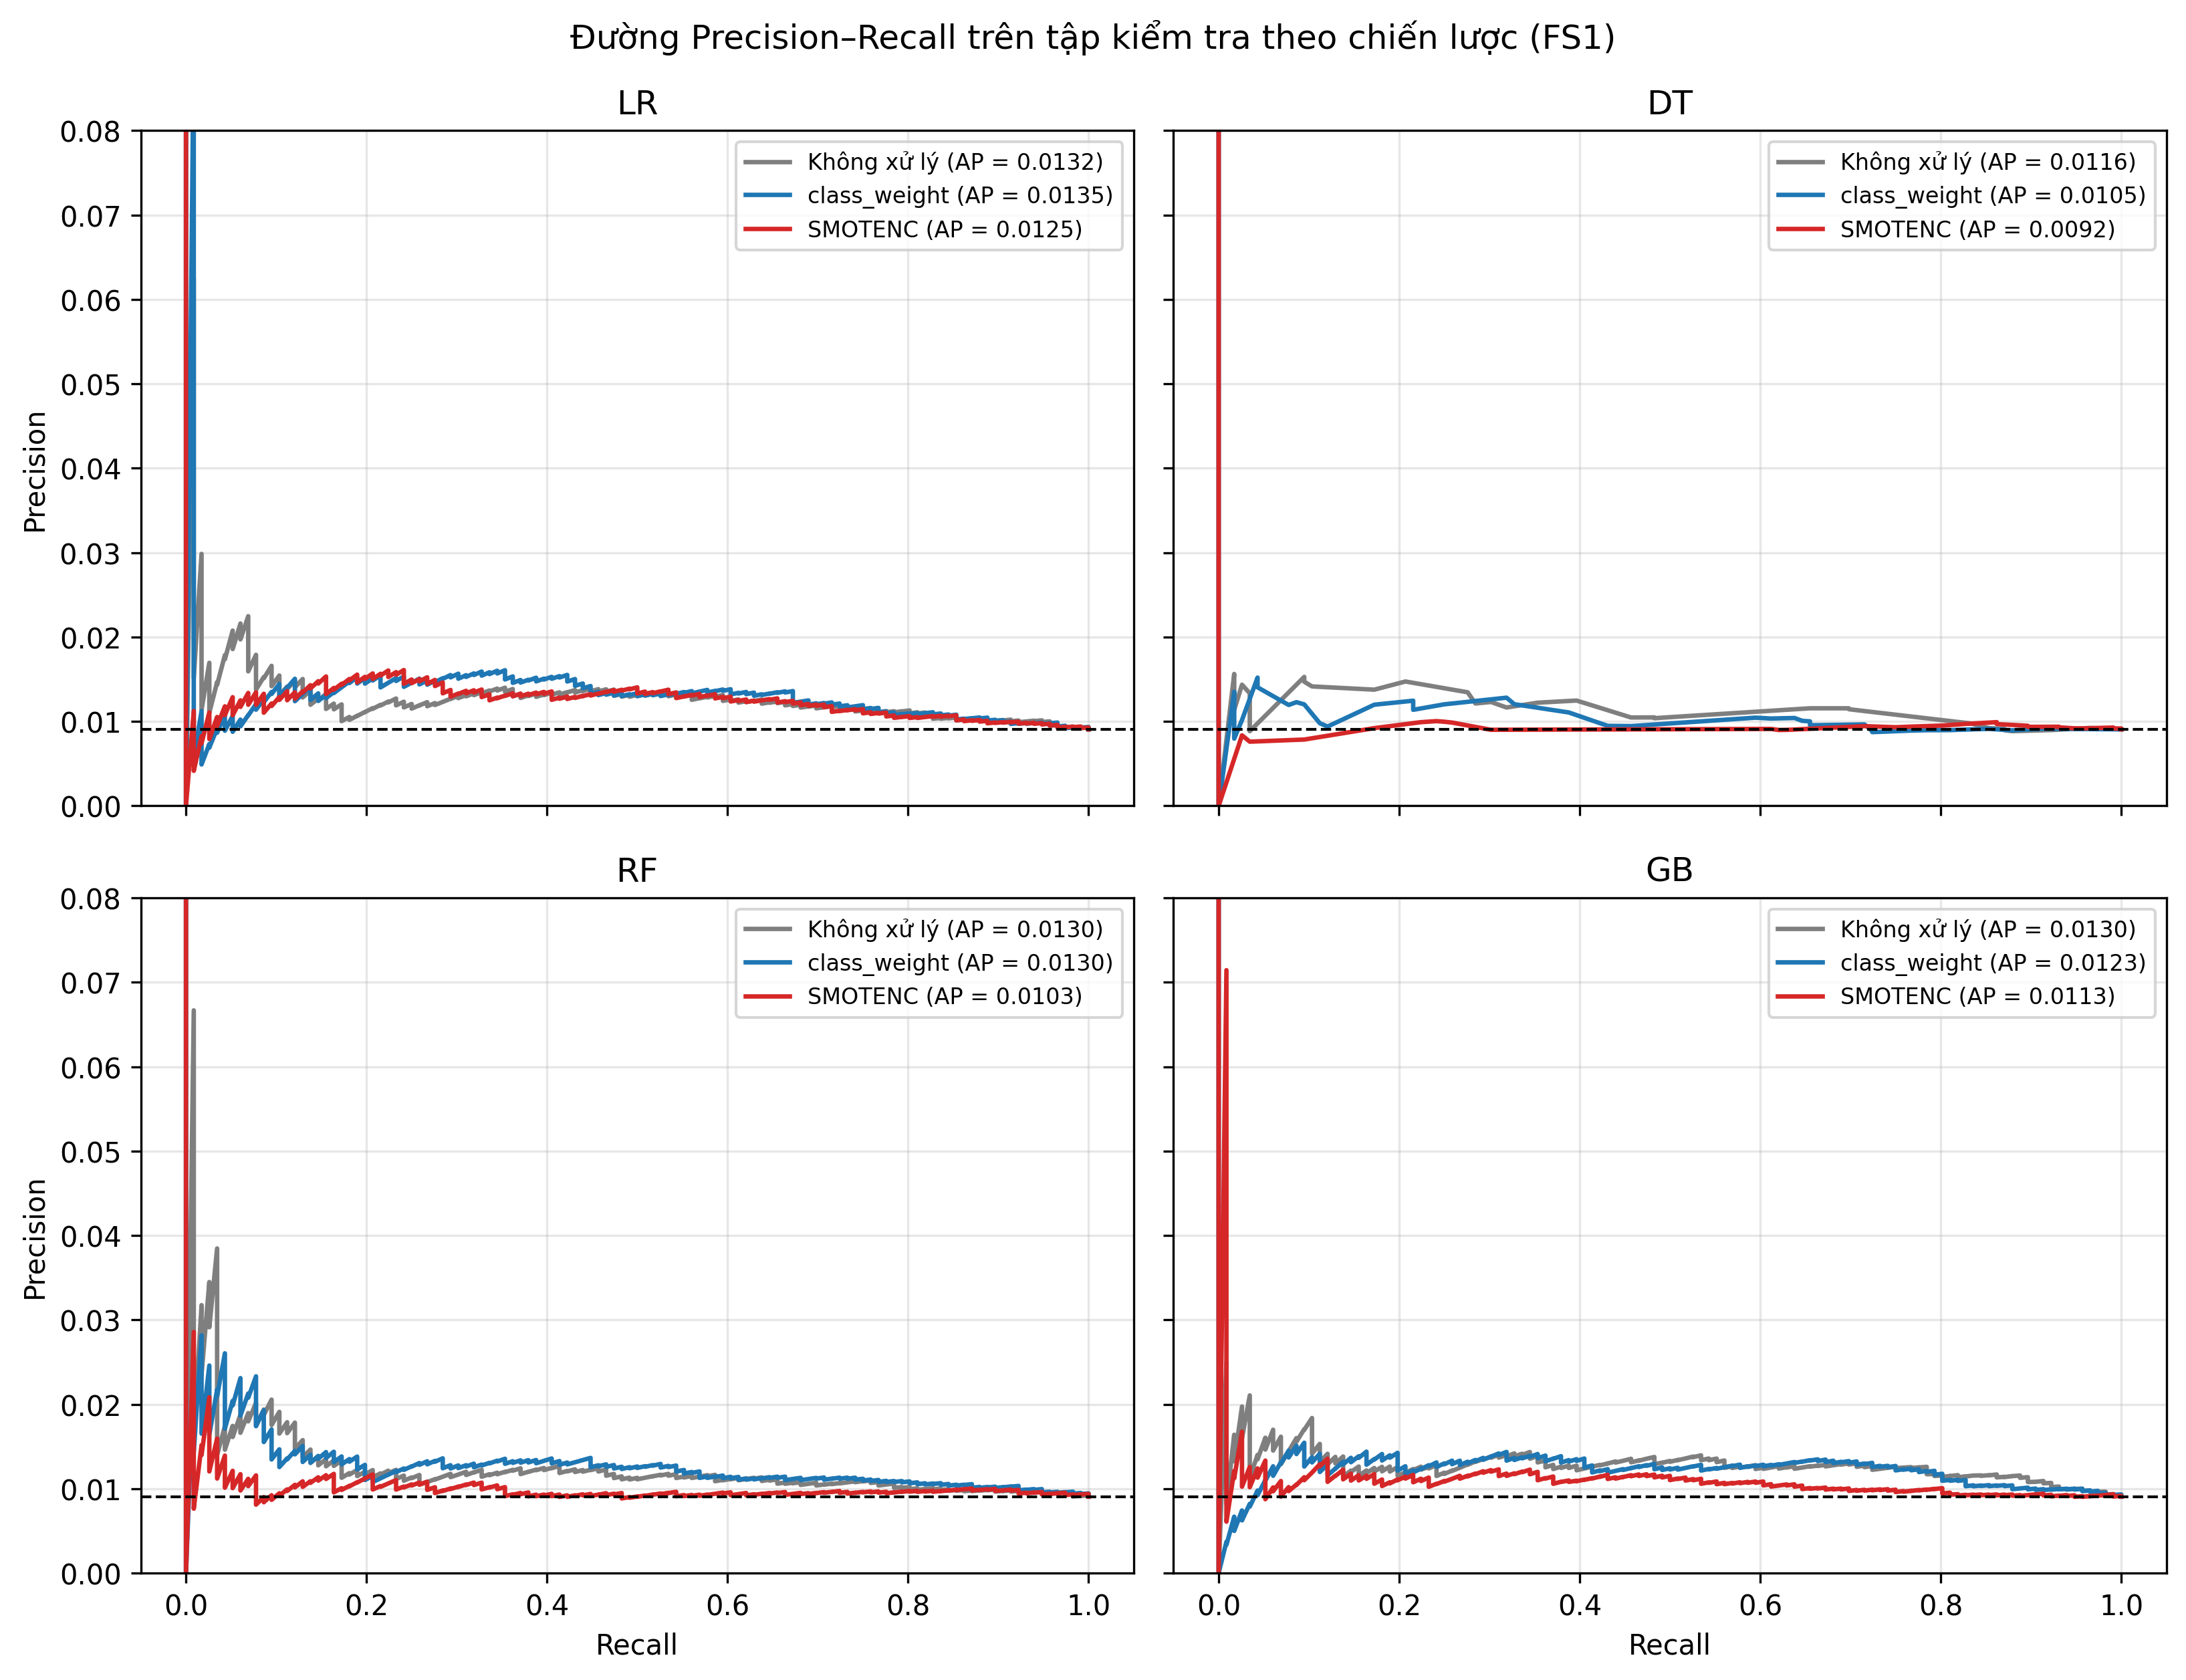 Đường Precision–Recall trên tập kiểm tra theo chiến lược (FS1)
LR
0.08
0.07
0.06
0.05
0.04
0.03
0.02
0.01
0.00
Precision
Không xử lý (AP = 0.0132)
class_weight (AP = 0.0135)
SMOTENC (AP = 0.0125)
DT
Không xử lý (AP = 0.0116)
class_weight (AP = 0.0105)
SMOTENC (AP = 0.0092)
RF
0.08
0.07
0.06
0.05
0.04
0.03
0.02
0.01
0.00
Precision
Không xử lý (AP = 0.0130)
class_weight (AP = 0.0130)
SMOTENC (AP = 0.0103)
0.0 0.2 0.4 0.6 0.8 1.0
Recall
GB
Không xử lý (AP = 0.0130)
class_weight (AP = 0.0123)
SMOTENC (AP = 0.0113)
0.0 0.2 0.4 0.6 0.8 1.0
Recall